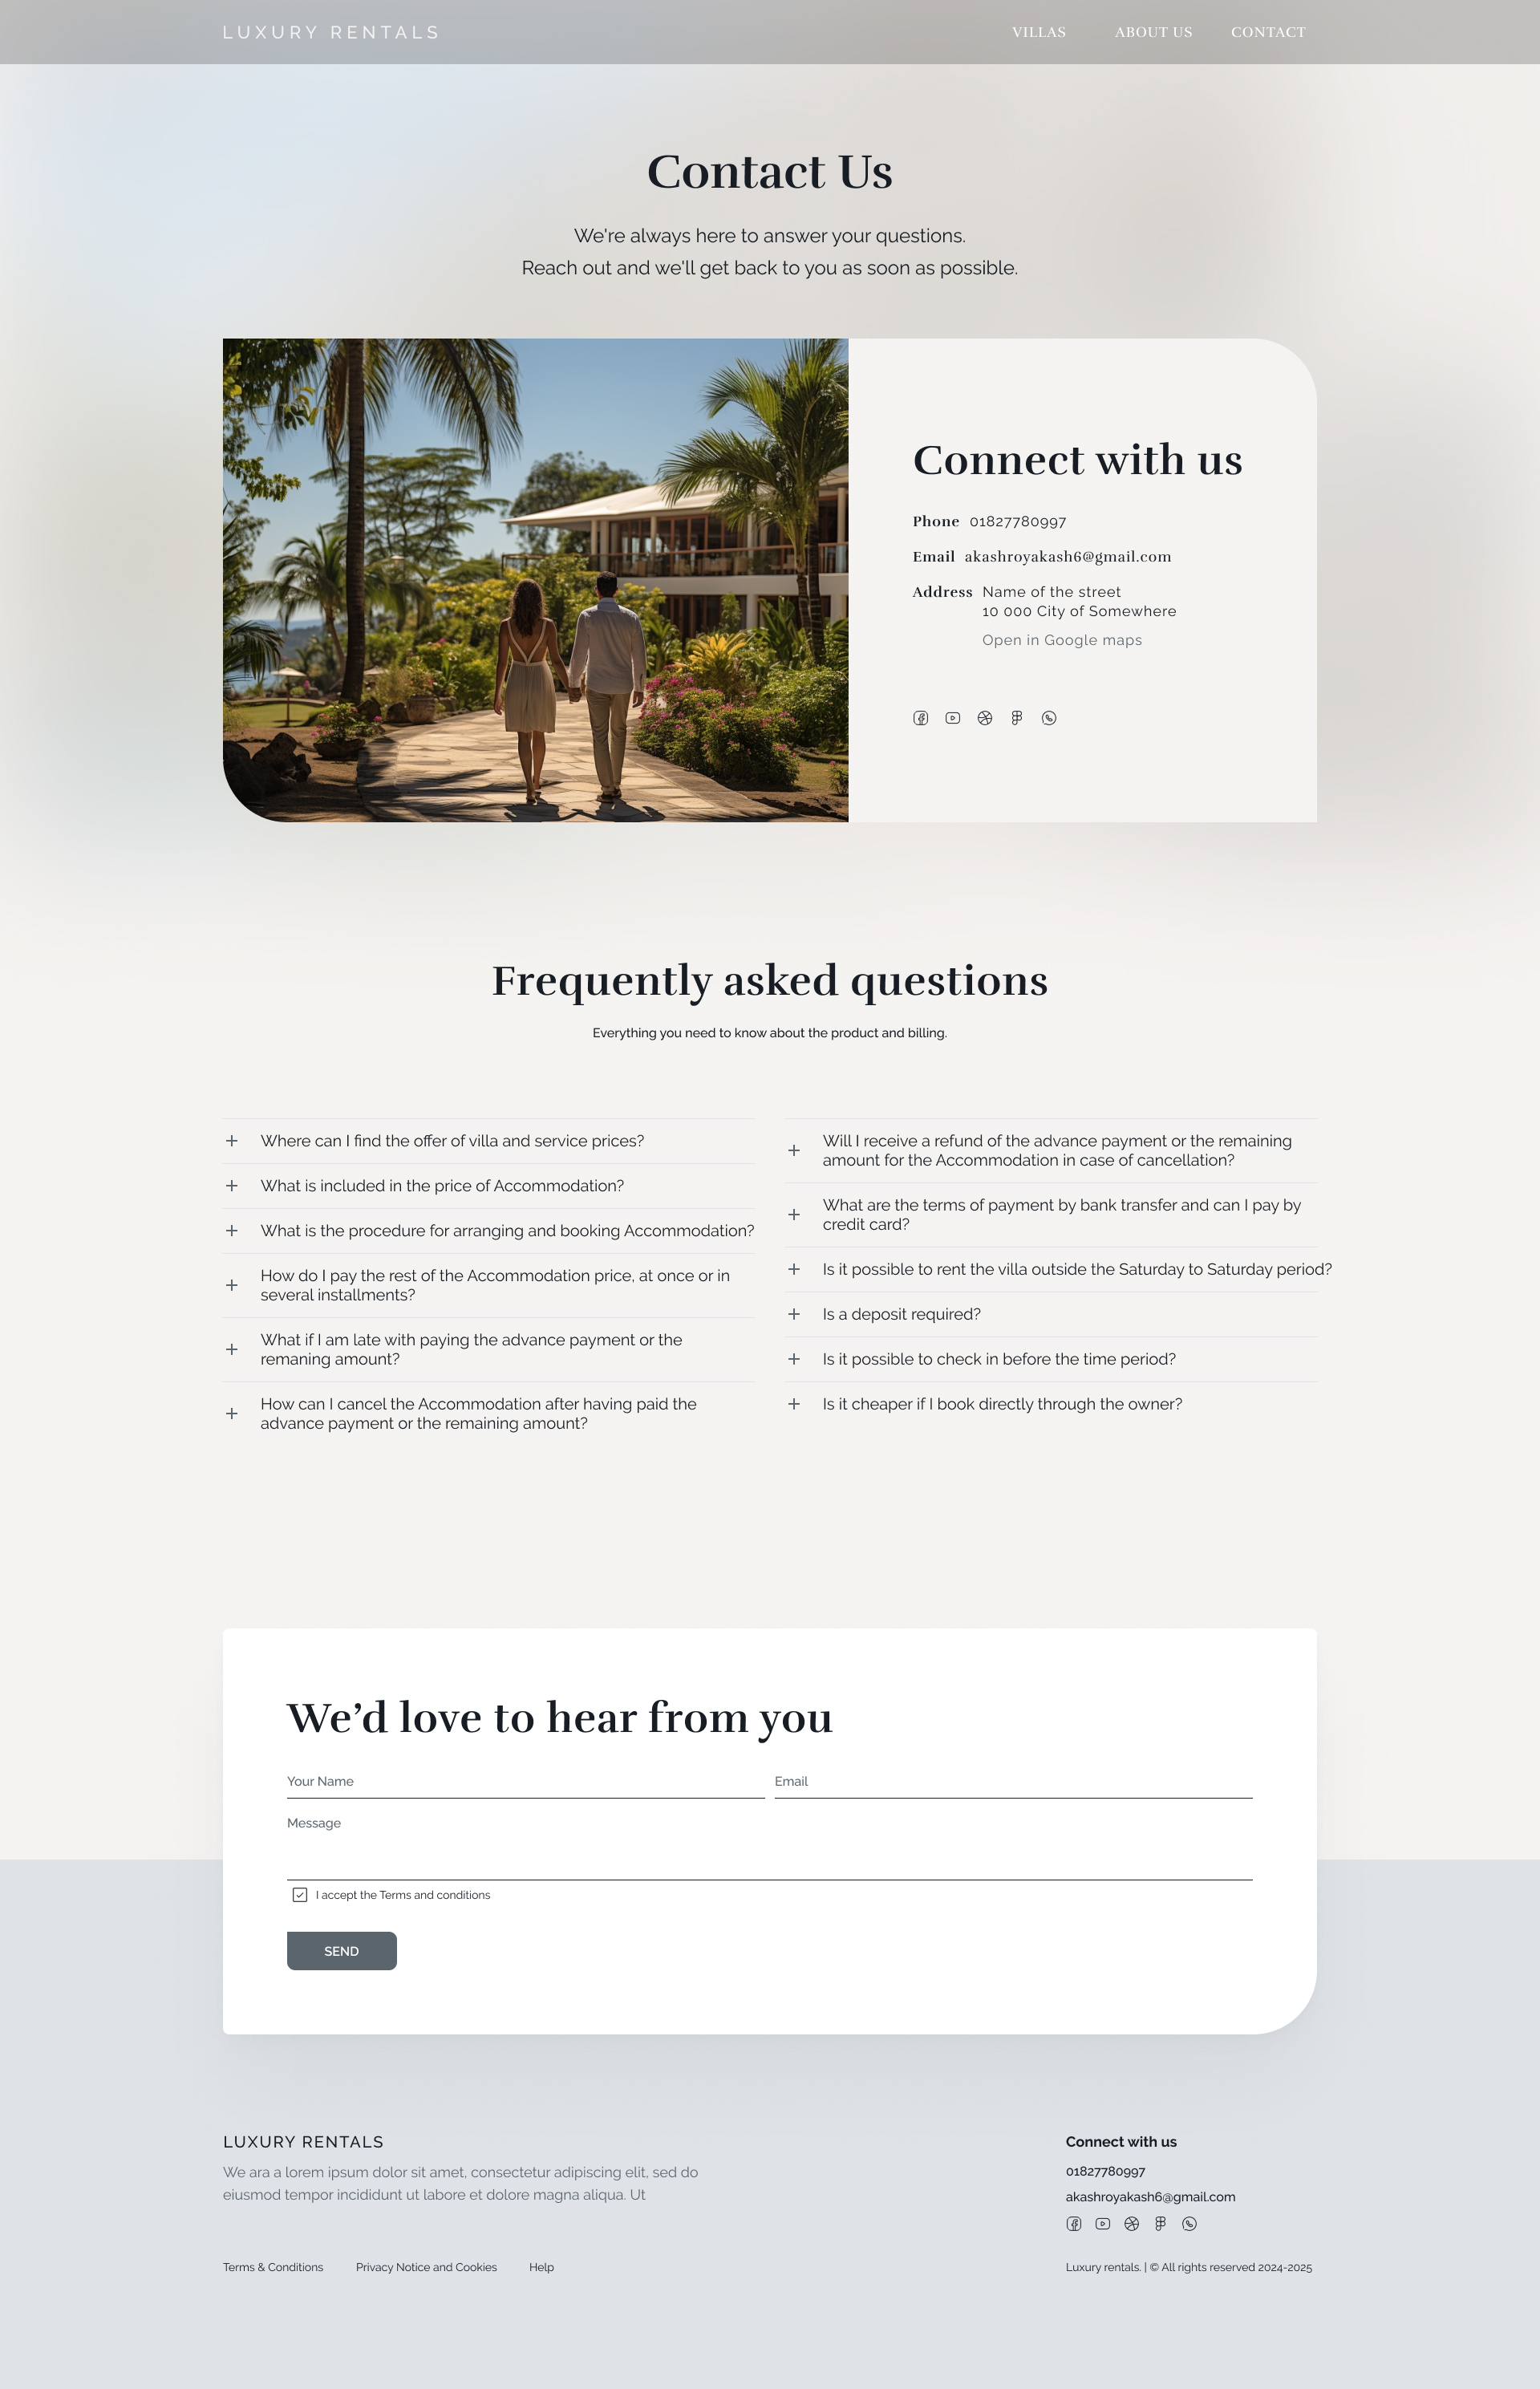 LUXURY RENTALS
VILLAS
ABOUT US
CONTACT
Contact Us
We're always here to answer your questions.
Reach out and we'll get back to you as soon as possible.
Connect with us
Phone 01827780997
Email akashroyakash6@gmail.com
Address Name of the street
10 000 City of Somewhere
Open in Google maps
Frequently asked questions
Everything you need to know about the product and billing.
Where can I find the offer of villa and service prices?
What is included in the price of Accommodation?
What is the procedure for arranging and booking Accommodation?
How do I pay the rest of the Accommodation price, at once or in
several installments?
What if I am late with paying the advance payment or the
remaning amount?
How can I cancel the Accommodation after having paid the
advance payment or the remaining amount?
Will I receive a refund of the advance payment or the remaining
amount for the Accommodation in case of cancellation?
What are the terms of payment by bank transfer and can I pay by
credit card?
Is it possible to rent the villa outside the Saturday to Saturday period?
Is a deposit required?
Is it possible to check in before the time period?
Is it cheaper if I book directly through the owner?
We’d love to hear from you
Your Name
Email
Message
I accept the Terms and conditions
SEND
LUXURY RENTALS
We ara a lorem ipsum dolor sit amet, consectetur adipiscing elit, sed do
eiusmod tempor incididunt ut labore et dolore magna aliqua. Ut
Connect with us
01827780997
akashroyakash6@gmail.com
Terms & Conditions
Privacy Notice and Cookies
Help
Luxury rentals. | © All rights reserved 2024-2025